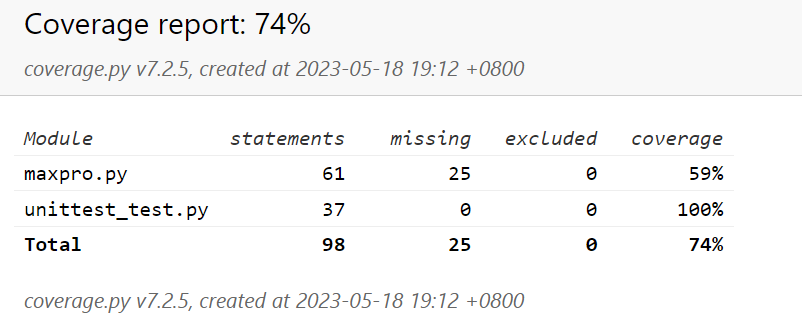 Coverage report: 74%
coverage.py v7.2.5, created at 2023-05-18 19:12 +0800
Module statements missing excluded coverage
maxpro.py 61 25 0 59%
unittest_test.py 37 0 0 100%
Total 98 25 0 74%
coverage.py v7.2.5, created at 2023-05-18 19:12 +0800